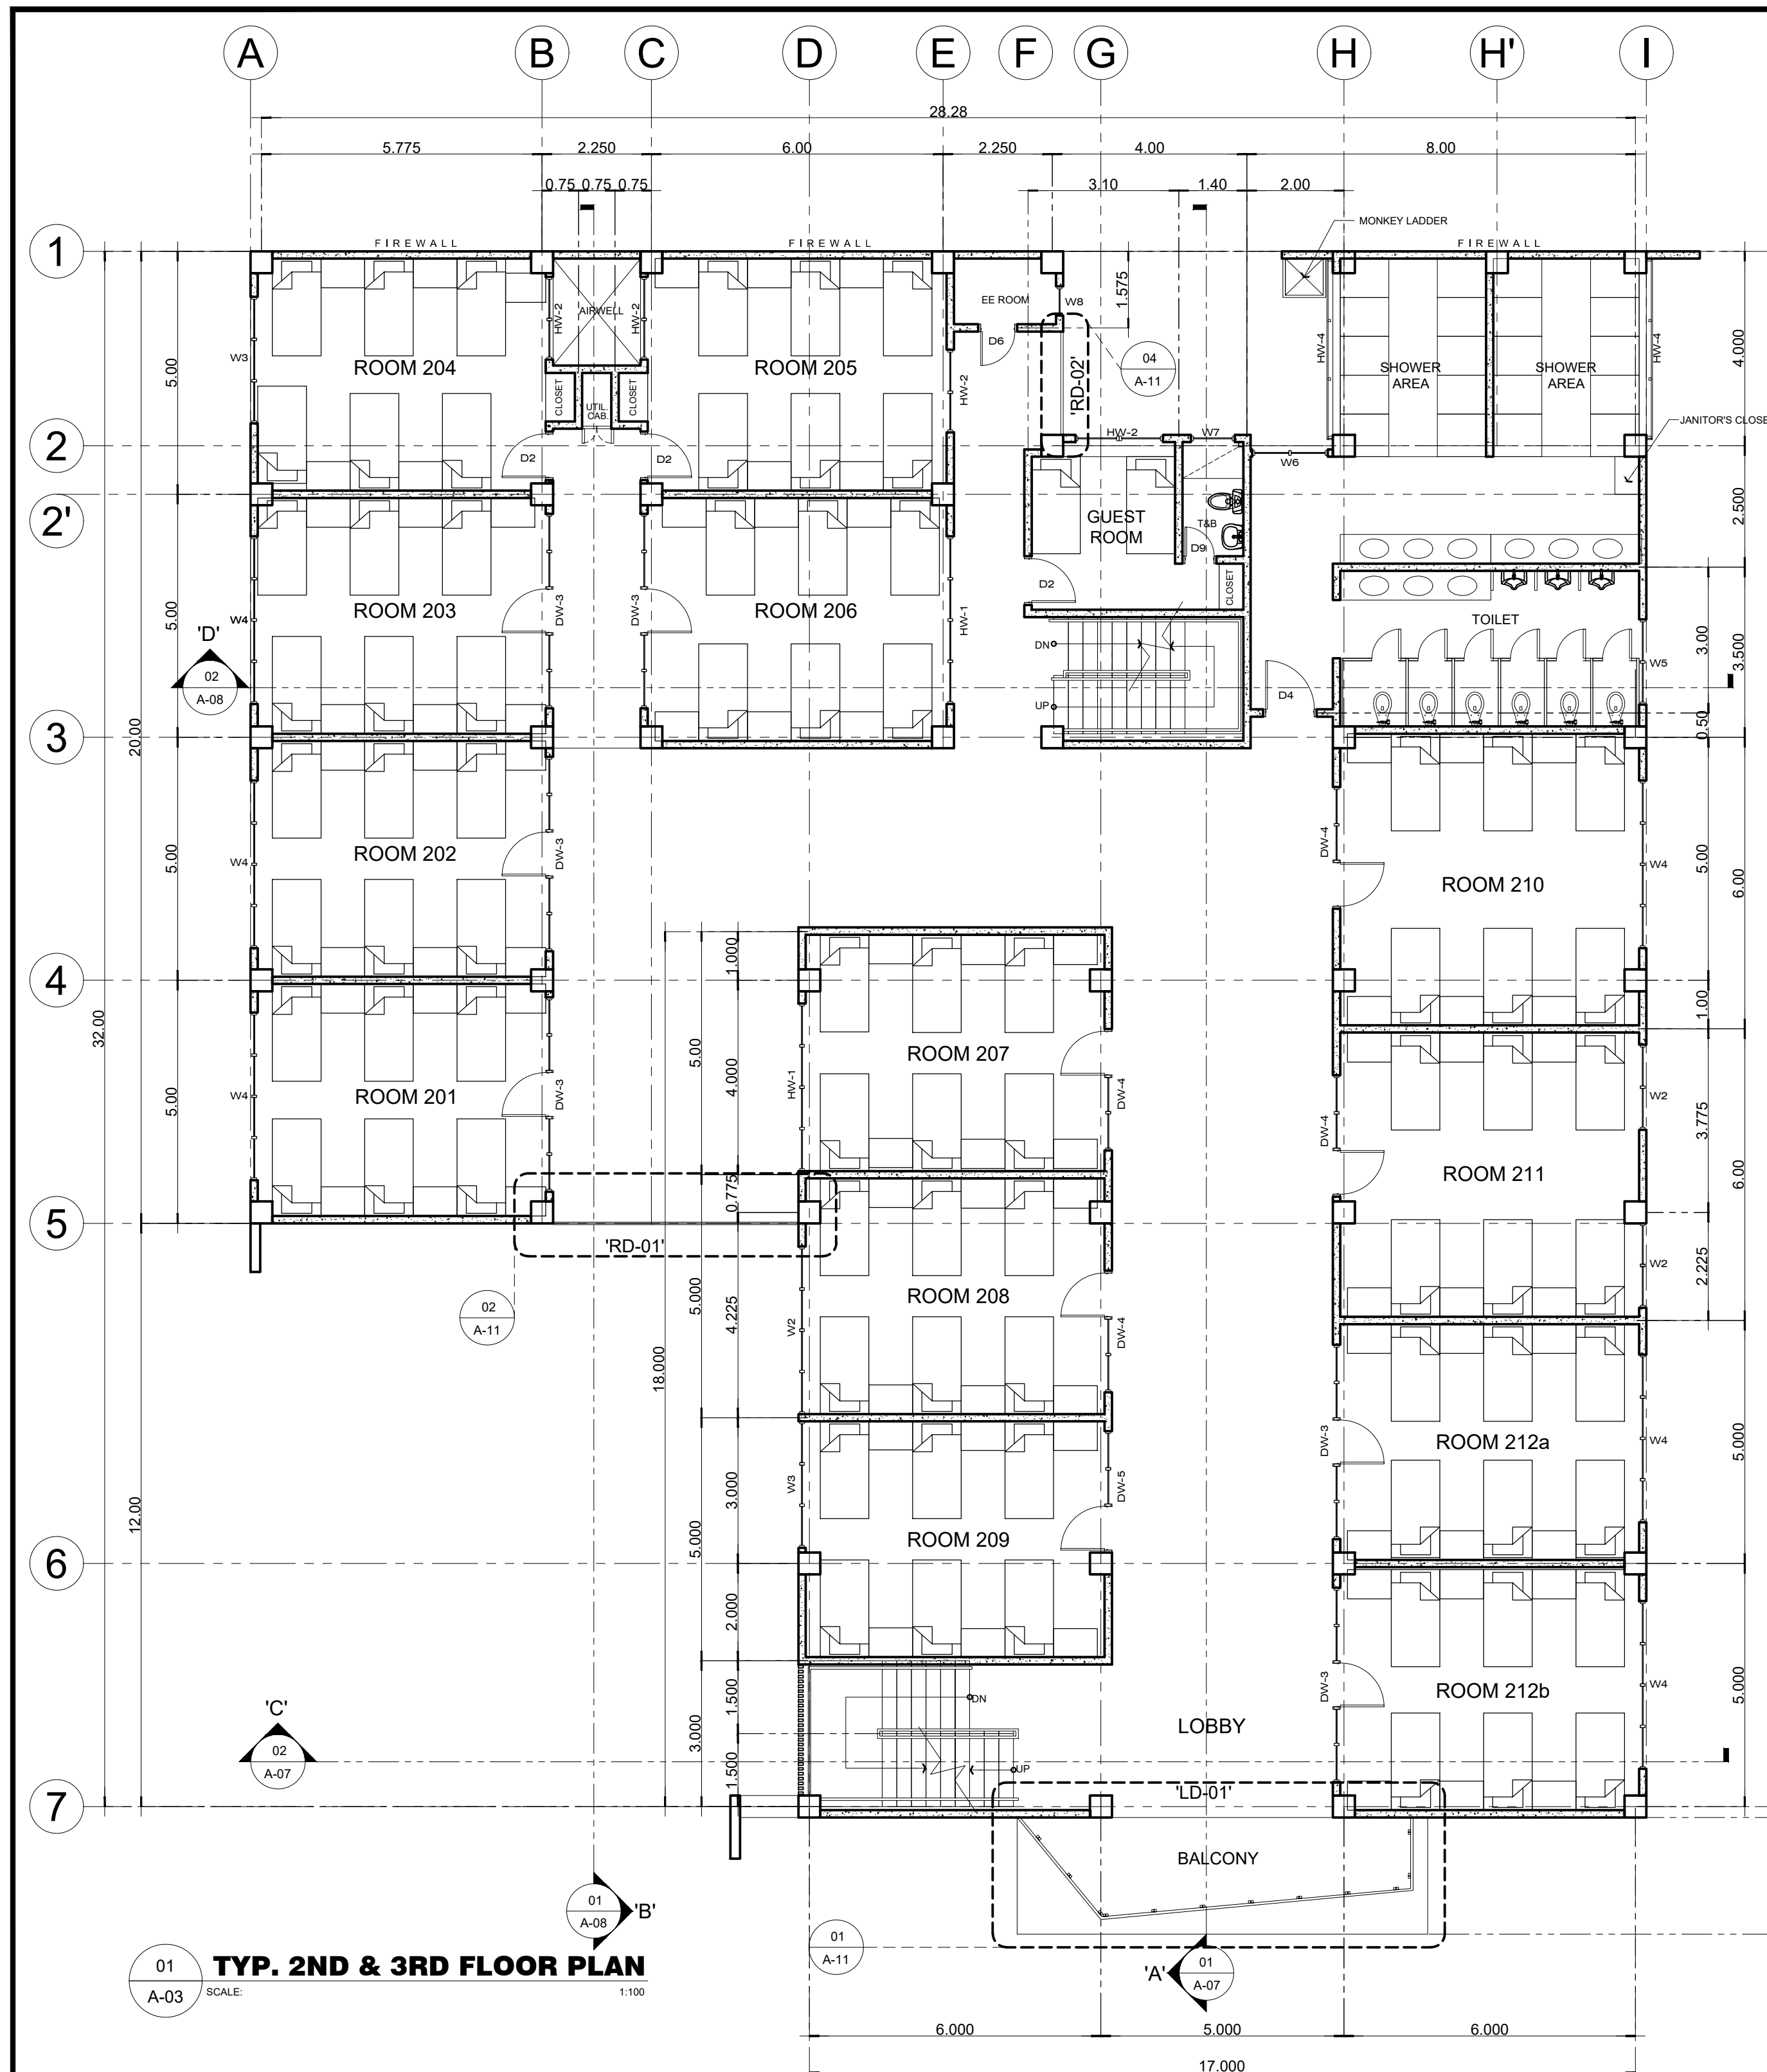 A B C D E F G H H' I
28.28
5.775 2.250 6.00 2.250 4.00 8.00
0.75 0.75 0.75 3.10 1.40 2.00
MONKEY LADDER
1
FIREWALL FIREWALL FIREWALL
1.575
EE ROOM
W8
AIRWELL
HW-2 HW-2
D6
04
A-11
W3
ROOM 204
ROOM 205
HW-2
'RD-02'
HW-4
SHOWER
AREA
SHOWER
AREA
HW-4
4.000
5.00
CLOSET
UTIL.
CAB.
CLOSET
JANITOR'S CLOSE
2
D2 D2
HW-2 W7
W6
2'
GUEST
ROOM
T&B
D9
2.500
D2
CLOSET
5.00
W4
ROOM 203
DW-3 DW-3
ROOM 206
HW-1
TOILET
3.00
3.500
W5
'D'
02
A-08
DN
UP
D4
0.50
3
20.00
5.00
W4
ROOM 202
DW-3
DW-4
ROOM 210
W4
5.00
6.00
4
32.00
1.000
1.00
5.00
W4
ROOM 201
DW-3
5.00
4.000
HW-1
ROOM 207
DW-4
DW-4
ROOM 211
W2
3.775
6.00
0.775
5
'RD-01'
02
A-11
18.000
5.000
4.225
W2
ROOM 208
DW-4
W2
2.225
12.00
5.000
3.000
W3
ROOM 209
DW-5
DW-3
ROOM 212a
W4
5.000
6
2.000
3.000
1.500
1.500
DN
UP
LOBBY
DW-3
ROOM 212b
W4
5.000
'C'
02
A-07
7
'LD-01'
BALCONY
01
A-08
'B'
01
A-11
'A'
01
A-07
01
A-03
TYP. 2ND & 3RD FLOOR PLAN
SCALE: 1:100
6.000 5.000 6.000
17.000